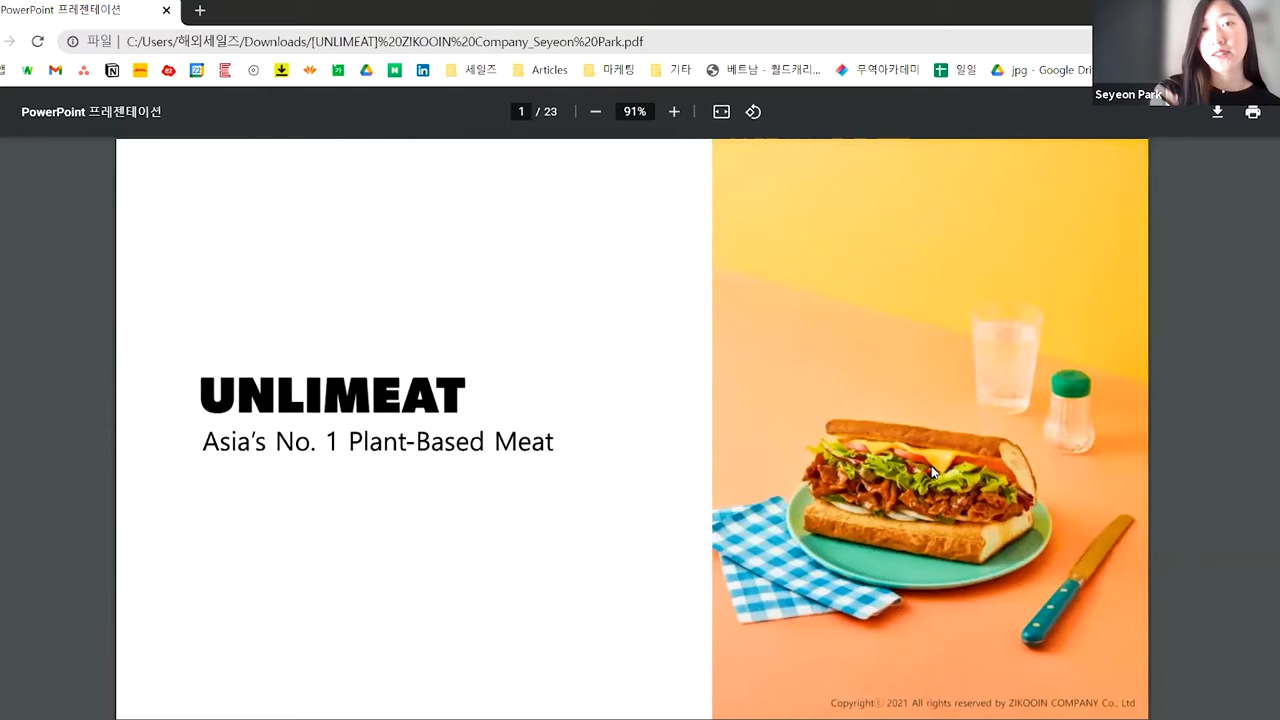 PowerPoint 프레젠테이션
파일 | C:/Users/해외세일즈/Downloads/[UNLIMEAT]%20ZIKOOIN%20Company_Seyeon%20Park.pdf
세일즈 Articles 마케팅 기타 베트남 - 월드캐리... 무역아카데미 일일 jpg - Google Dri
Seyeon Park
PowerPoint 프레젠테이션 1 / 23 91%
UNLIMEAT
Asia's No. 1 Plant-Based Meat
Copyrightⓒ 2021 All rights reserved by ZIKOOIN COMPANY Co., Ltd